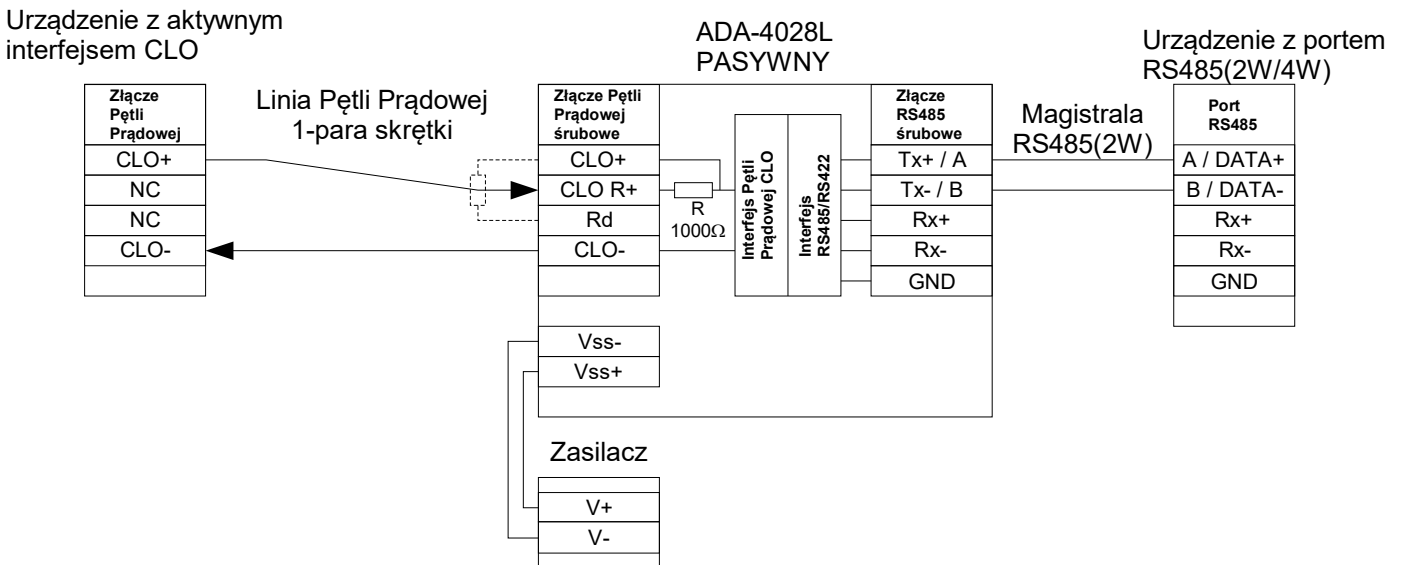 Urządzenie z aktywnym
interfejsem CLO
ADA-4028L
PASYWNY
Urządzenie z portem
RS485(2W/4W)
Złącze
Pętli
Prądowej
CLO+
NC
NC
CLO-
Linia Pętli Prądowej
1-para skrętki
Złącze Pętli
Prądowej
śrubowe
CLO+
CLO R+
Rd
CLO-
R
1000Ω
Interfejs Pętli
Prądowej CLO
Interfejs
RS485/RS422
Złącze
RS485
śrubowe
Tx+ / A
Tx- / B
Rx+
Rx-
GND
Magistrala
RS485(2W)
Port
RS485
A / DATA+
B / DATA-
Rx+
Rx-
GND
Vss-
Vss+
Zasilacz
V+
V-